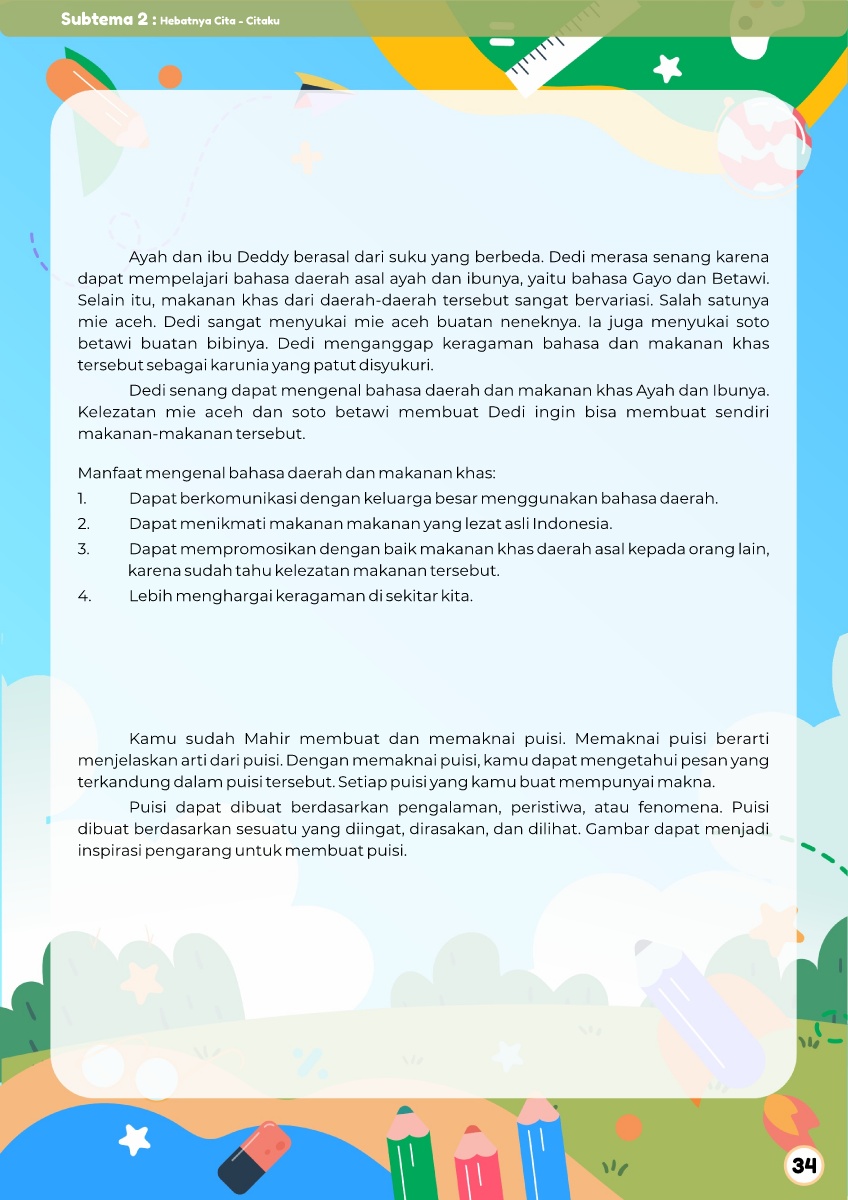 Subtema 2 : Hebatnya Cita - Citaku
Ayah dan ibu Deddy berasal dari suku yang berbeda. Dedi merasa senang karena
dapat mempelajari bahasa daerah asal ayah dan ibunya, yaitu bahasa Gayo dan Betawi.
Selain itu, makanan khas dari daerah-daerah tersebut sangat bervariasi. Salah satunya
mie aceh. Dedi sangat menyukai mie aceh buatan neneknya. Ia juga menyukai soto
betawi buatan bibinya. Dedi menganggap keragaman bahasa dan makanan khas
tersebut sebagai karunia yang patut disyukuri.
Dedi senang dapat mengenal bahasa daerah dan makanan khas Ayah dan Ibunya.
Kelezatan mie aceh dan soto betawi membuat Dedi ingin bisa membuat sendiri
makanan-makanan tersebut.
Manfaat mengenal bahasa daerah dan makanan khas:
1. Dapat berkomunikasi dengan keluarga besar menggunakan bahasa daerah.
2. Dapat menikmati makanan makanan yang lezat asli Indonesia.
3. Dapat mempromosikan dengan baik makanan khas daerah asal kepada orang lain,
karena sudah tahu kelezatan makanan tersebut.
4. Lebih menghargai keragaman di sekitar kita.
Kamu sudah Mahir membuat dan memaknai puisi. Memaknai puisi berarti
menjelaskan arti dari puisi. Dengan memaknai puisi, kamu dapat mengetahui pesan yang
terkandung dalam puisi tersebut. Setiap puisi yang kamu buat mempunyai makna.
Puisi dapat dibuat berdasarkan pengalaman, peristiwa, atau fenomena. Puisi
dibuat berdasarkan sesuatu yang diingat, dirasakan, dan dilihat. Gambar dapat menjadi
inspirasi pengarang untuk membuat puisi.
34